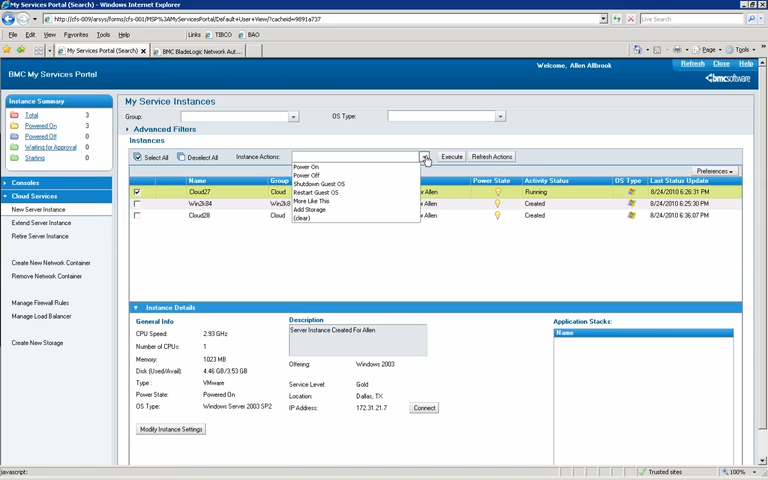 My Services Portal (Search) - Windows Internet Explorer
http://cfs-009/arsys/forms/cfs-001/MSP%3AMyServicesPortal/Default+User+View/?cacheid=9891a737
Live Search
File Edit View Favorites Tools Help Links TIBCO BAO
My Services Portal (Search) BMC BladeLogic Network Aut... Page Tools
Welcome, Allen Allbrook Refresh Close Help
BMC My Services Portal
bmcsoftware
Instance Summary
Total 3
Powered On 3
Powered Off 0
Waiting for Approval 0
Starting 0
Consoles
Cloud Services
New Server Instance
Extend Server Instance
Retire Server Instance
Create New Network Container
Remove Network Container
Manage Firewall Rules
Manage Load Balancer
Create New Storage
My Service Instances
Group: OS Type:
Advanced Filters
Instances
Select All Deselect All Instance Actions: Execute Refresh Actions
Power On
Power Off
Shutdown Guest OS
Restart Guest OS
More Like This
Add Storage
(clear)
Preferences
Name Group Power State Activity Status OS Type Last Status Update
Cloud27 Cloud r Allen Running 8/24/2010 6:26:31 PM
Win2k84 Win2k8 r Allen Created 8/24/2010 6:25:30 PM
Cloud28 Cloud r Allen Created 8/24/2010 6:36:07 PM
Instance Details
General Info
CPU Speed: 2.93 GHz
Number of CPUs: 1
Memory: 1023 MB
Disk (Used/Avail) 4.46 GB/3.53 GB
Type : VMware
Power State: Powered On
OS Type: Windows Server 2003 SP2
Modify Instance Settings
Description
Server Instance Created For Allen
Offering: Windows 2003
Service Level: Gold
Location: Dallas, TX
IP Address: 172.31.21.7 Connect
Application Stacks:
Name
javascript: Trusted sites 100%